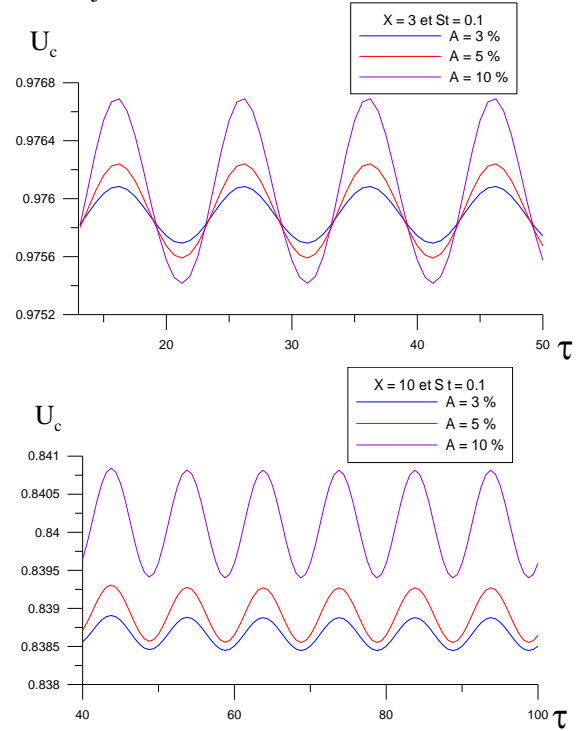 X = 3 et St = 0.1
A = 3 %
A = 5 %
A = 10 %
U_c
0.9768
0.9764
0.976
0.9756
0.9752
20
30
40
50
τ
X = 10 et S t = 0.1
A = 3 %
A = 5 %
A = 10 %
U_c
0.841
0.8405
0.84
0.8395
0.839
0.8385
0.838
40
60
80
100
τ